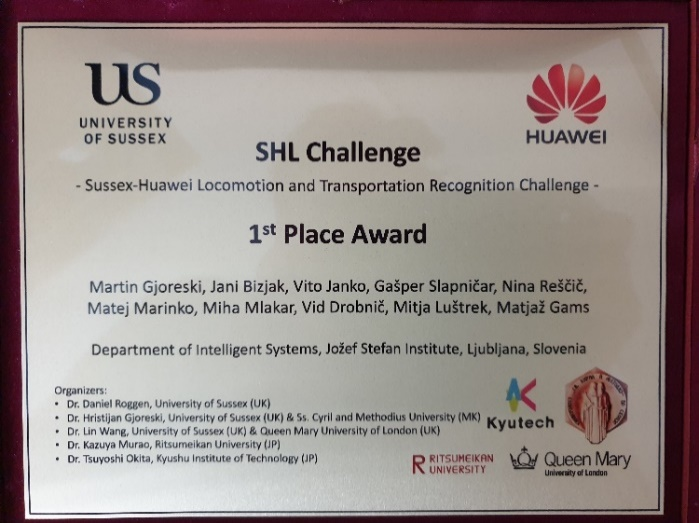 US
UNIVERSITY
OF SUSSEX
HUAWEI
SHL Challenge
- Sussex-Huawei Locomotion and Transportation Recognition Challenge -
1st Place Award
Martin Gjoreski, Jani Bizjak, Vito Janko, Gašper Slapničar, Nina Reščič,
Matej Marinko, Miha Mlakar, Vid Drobnič, Mitja Luštrek, Matjaž Gams
Department of Intelligent Systems, Jožef Stefan Institute, Ljubljana, Slovenia
Organizers:
• Dr. Daniel Roggen, University of Sussex (UK)
• Dr. Hristijan Gjoreski, University of Sussex (UK) & Ss. Cyril and Methodius University (MK)
• Dr. Lin Wang, University of Sussex (UK) & Queen Mary University of London (UK)
• Dr. Kazuya Murao, Ritsumeikan University (JP)
• Dr. Tsuyoshi Okita, Kyushu Institute of Technology (JP)
Kyutech
R RITSUMEIKAN
UNIVERSITY
Queen Mary
University of London